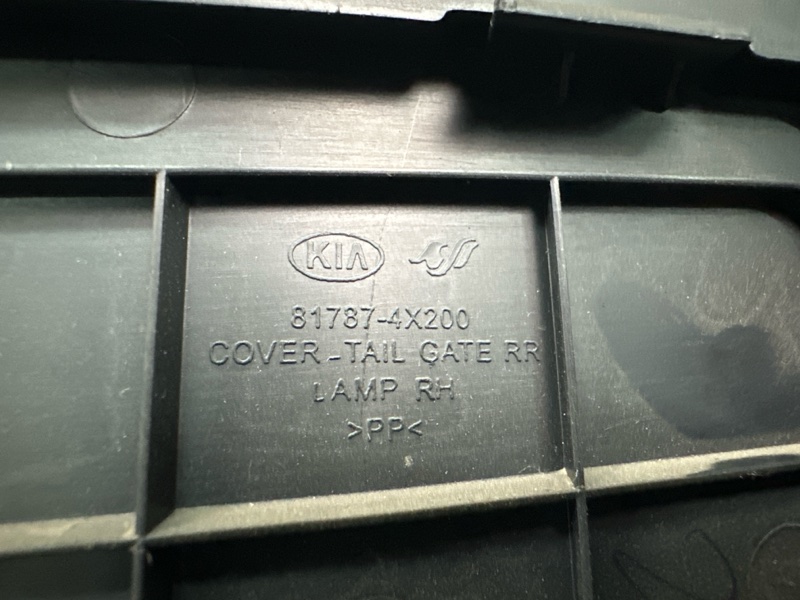 KIA
81787-4X200
COVER-TAIL GATE RR
LAMP RH
>PP<